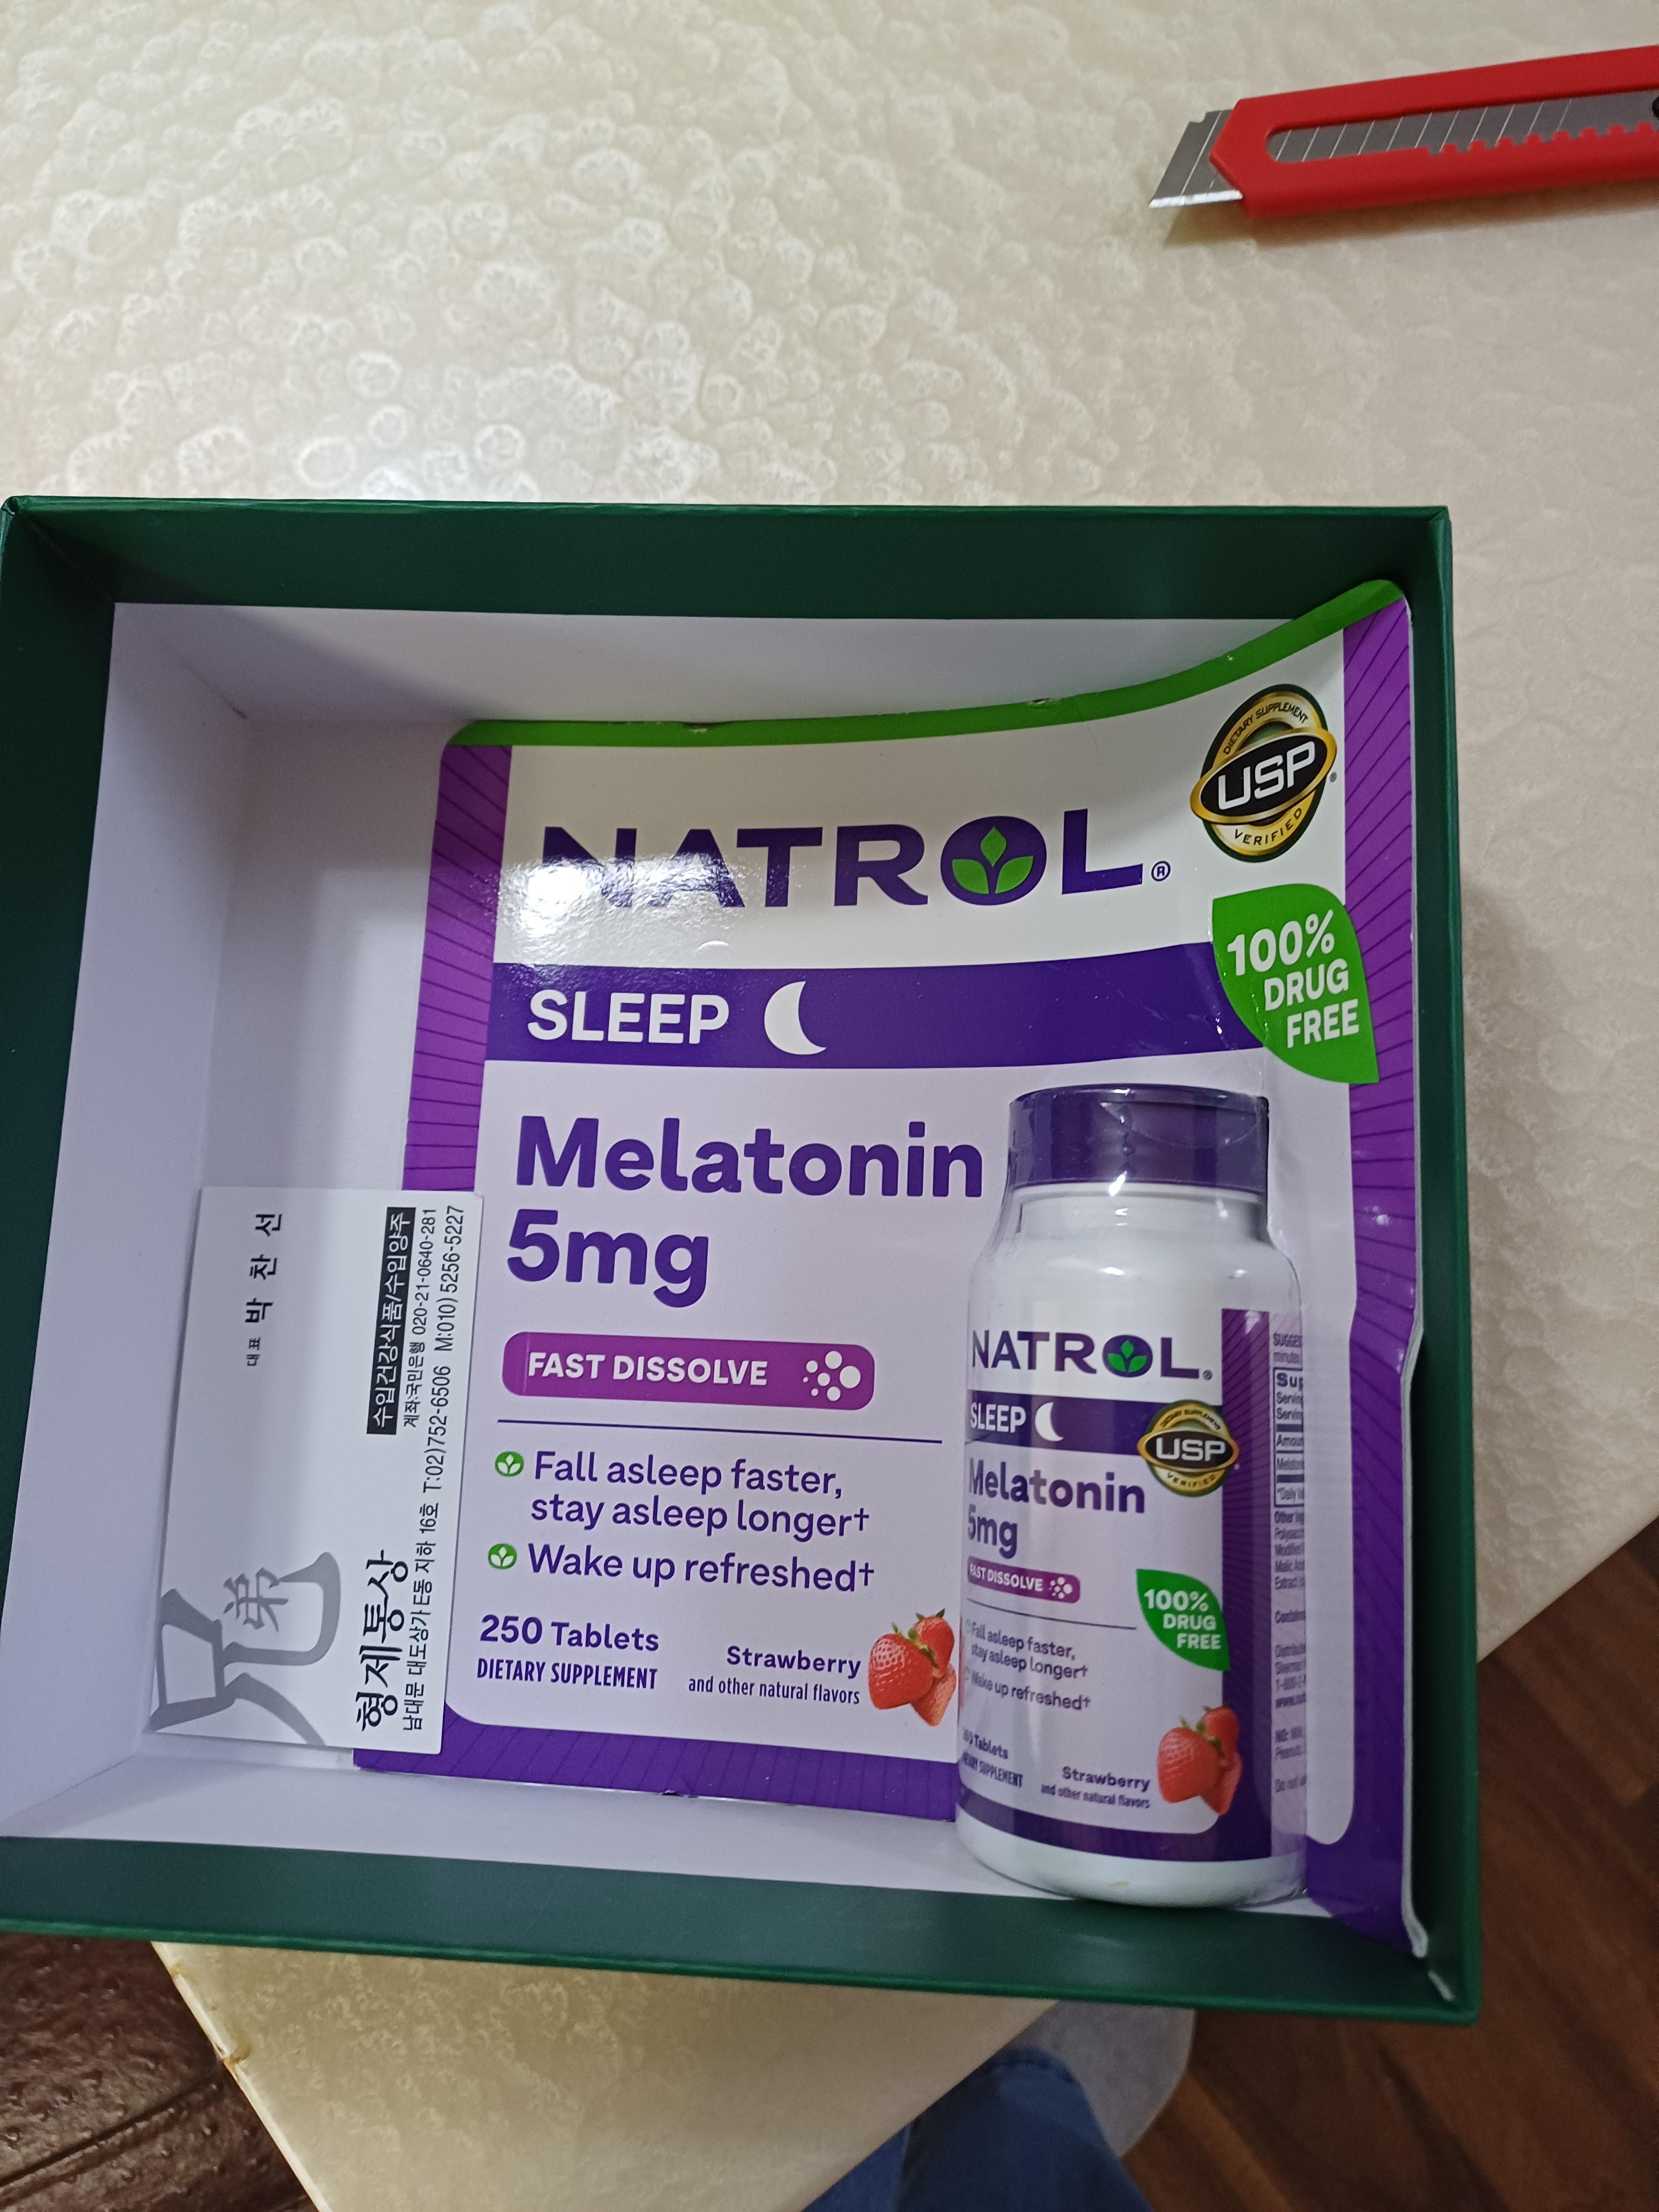 NATROL®
DIETARY SUPPLEMENT
USP®
VERIFIED
100%
DRUG
FREE
SLEEP
Melatonin
5mg
FAST DISSOLVE
Fall asleep faster,
stay asleep longer†
Wake up refreshed†
250 Tablets
DIETARY SUPPLEMENT
Strawberry
and other natural flavors
NATROL®
SLEEP
DIETARY SUPPLEMENT
USP
VERIFIED
Melatonin
5mg
FAST DISSOLVE
100%
DRUG
FREE
Fall asleep faster,
stay asleep longer†
Wake up refreshed†
Tablets
SUPPLEMENT
Strawberry
and other natural flavors
대표 박찬선
수입건강식품/수입양주
계좌:국민은행 020-21-0640-281
弟
형제통상
남대문 대도상가 E동 지하 16호 T:02)752-6506 M:010) 5256-5227